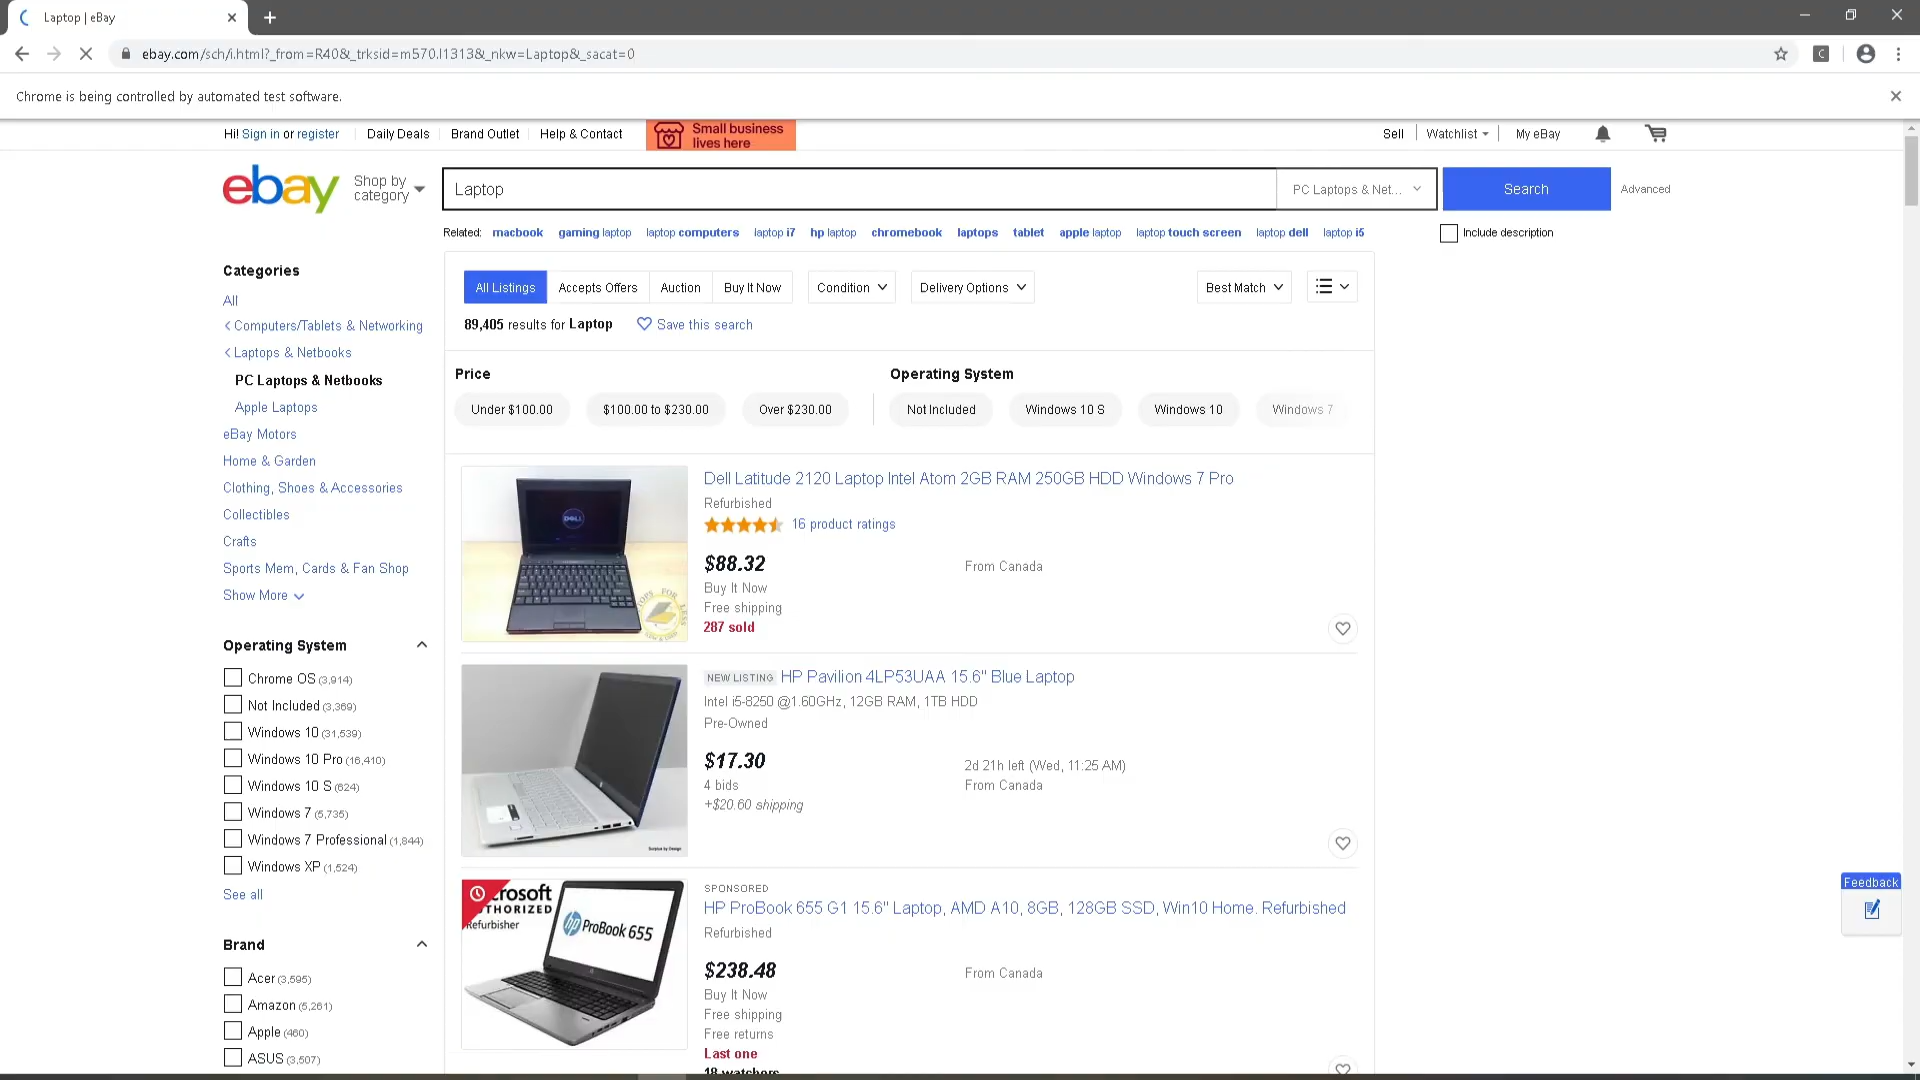 Laptop | eBay
ebay.com/sch/i.html?_from=R40&_trksid=m570.l1313&_nkw=Laptop&_sacat=0
Chrome is being controlled by automated test software.
Hi! Sign in or register
Daily Deals
Brand Outlet
Help & Contact
Small business
lives here
Sell
Watchlist
My eBay
ebay
Shop by
category
Laptop
PC Laptops & Net...
Search
Advanced
Related: macbook gaming laptop laptop computers laptop i7 hp laptop chromebook laptops tablet apple laptop laptop touch screen laptop dell laptop i5
Include description
Categories
All
Computers/Tablets & Networking
Laptops & Netbooks
PC Laptops & Netbooks
Apple Laptops
eBay Motors
Home & Garden
Clothing, Shoes & Accessories
Collectibles
Crafts
Sports Mem, Cards & Fan Shop
Show More
Operating System
Chrome OS (3,914)
Not Included (3,369)
Windows 10 (31,539)
Windows 10 Pro (16,410)
Windows 10 S (624)
Windows 7 (5,735)
Windows 7 Professional (1,844)
Windows XP (1,524)
See all
Brand
Acer (3,595)
Amazon (5,261)
Apple (460)
ASUS (3,507)
All Listings
Accepts Offers
Auction
Buy It Now
Condition
Delivery Options
Best Match
89,405 results for Laptop
Save this search
Price
Under $100.00
$100.00 to $230.00
Over $230.00
Operating System
Not Included
Windows 10 S
Windows 10
Windows 7
DELL
Dell Latitude 2120 Laptop Intel Atom 2GB RAM 250GB HDD Windows 7 Pro
Refurbished
16 product ratings
$88.32
From Canada
Buy It Now
Free shipping
287 sold
NEW LISTING HP Pavilion 4LP53UAA 15.6" Blue Laptop
Intel i5-8250 @1.60GHz, 12GB RAM, 1TB HDD
Pre-Owned
$17.30
2d 21h left (Wed, 11:25 AM)
4 bids
From Canada
+$20.60 shipping
Surplus by Design
crosoft
THORIZED
Refurbisher
hp ProBook 655
SPONSORED
HP ProBook 655 G1 15.6" Laptop, AMD A10, 8GB, 128GB SSD, Win10 Home. Refurbished
Refurbished
$238.48
From Canada
Buy It Now
Free shipping
Free returns
Last one
18 watchers
Feedback